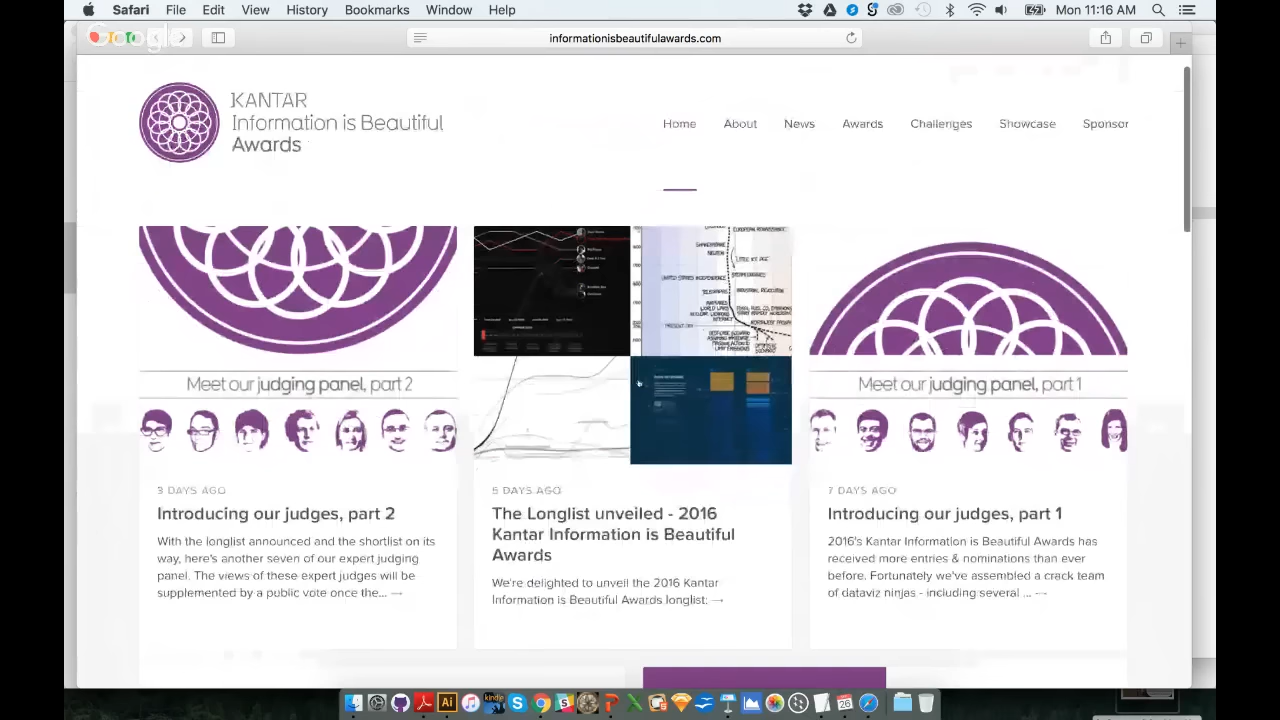 Safari File Edit View History Bookmarks Window Help Mon 11:16 AM
informationisbeautifulawards.com
KANTAR
Information is Beautiful
Awards
Home About News Awards Challenges Showcase Sponsor
Meet our judging panel, part 2
Meet our judging panel, part 1
3 DAYS AGO
Introducing our judges, part 2
With the longlist announced and the shortlist on its
way, here's another seven of our expert judging
panel. The views of these expert judges will be
supplemented by a public vote once the... →
The Longlist unveiled - 2016
Kantar Information is Beautiful
Awards
We're delighted to unveil the 2016 Kantar
Information is Beautiful Awards longlist: →
7 DAYS AGO
Introducing our judges, part 1
2016's Kantar Information is Beautiful Awards has
received more entries & nominations than ever
before. Fortunately we've assembled a crack team
of dataviz ninjas - including several ... →